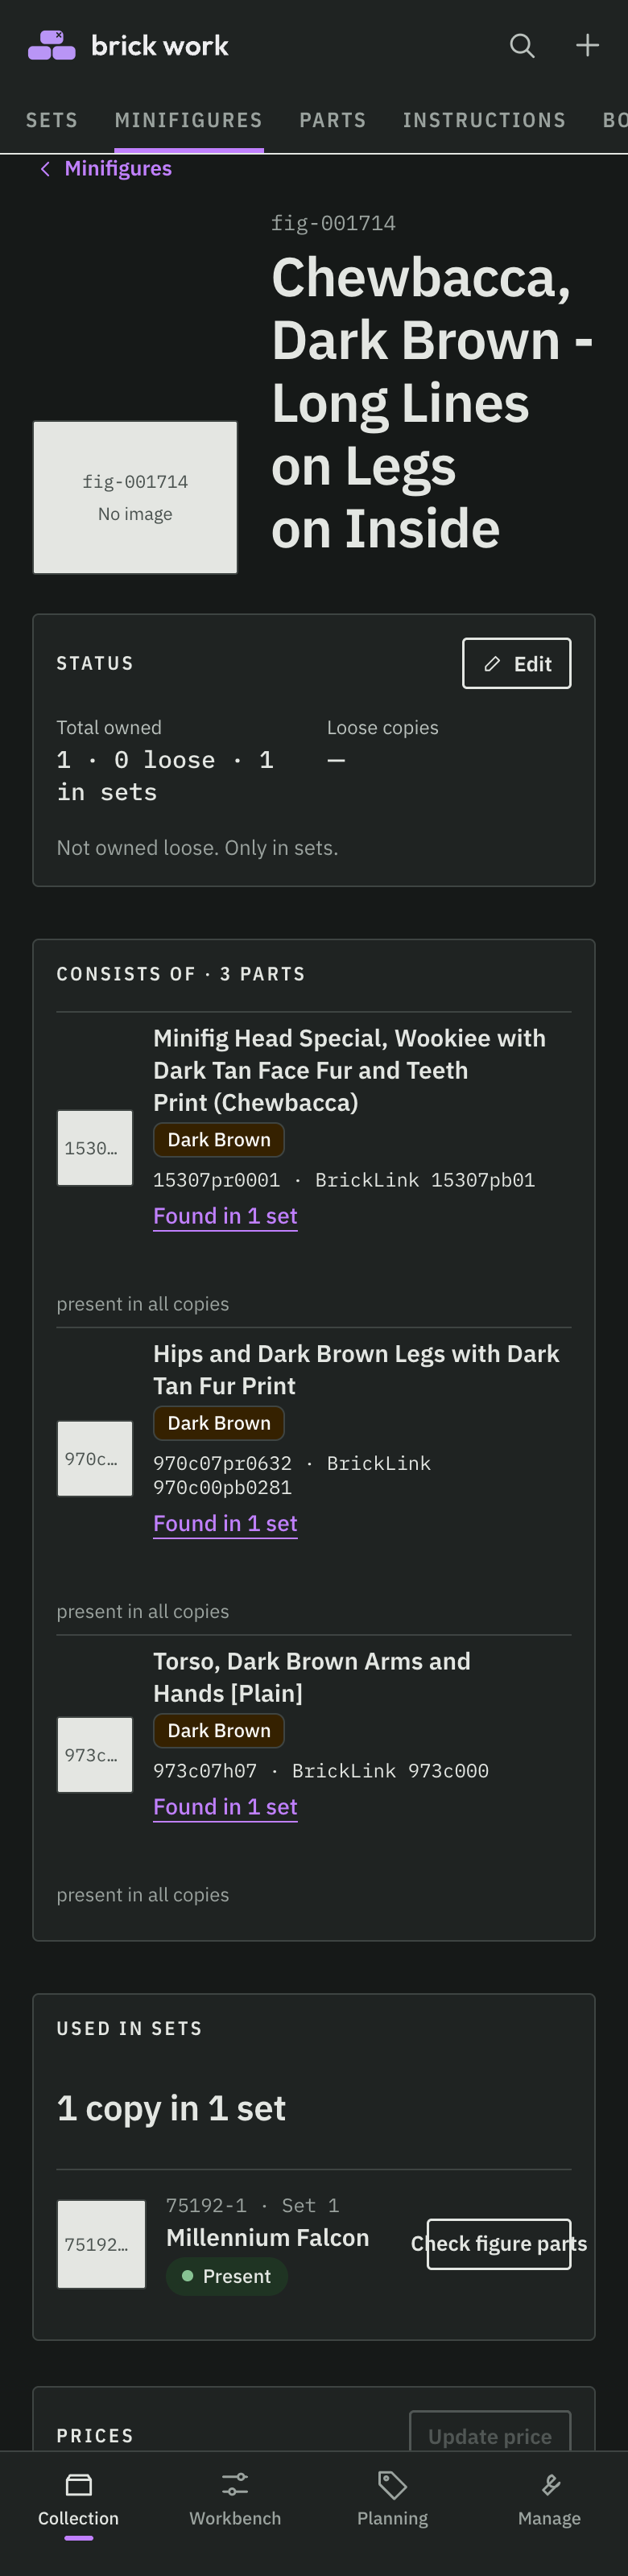 brick work
SETS MINIFIGURES PARTS INSTRUCTIONS BO
Minifigures
fig-001714
Chewbacca,
Dark Brown -
Long Lines
on Legs
on Inside
fig-001714
No image
STATUS
Edit
Total owned
1 · 0 loose · 1
in sets
Loose copies
—
Not owned loose. Only in sets.
CONSISTS OF · 3 PARTS
Minifig Head Special, Wookiee with
Dark Tan Face Fur and Teeth
Print (Chewbacca)
1530…
Dark Brown
15307pr0001 · BrickLink 15307pb01
Found in 1 set
present in all copies
Hips and Dark Brown Legs with Dark
Tan Fur Print
970c…
Dark Brown
970c07pr0632 · BrickLink
970c00pb0281
Found in 1 set
present in all copies
Torso, Dark Brown Arms and
Hands [Plain]
973c…
Dark Brown
973c07h07 · BrickLink 973c000
Found in 1 set
present in all copies
USED IN SETS
1 copy in 1 set
75192…
75192-1 · Set 1
Millennium Falcon
Present
Check figure parts
PRICES
Update price
Collection
Workbench
Planning
Manage